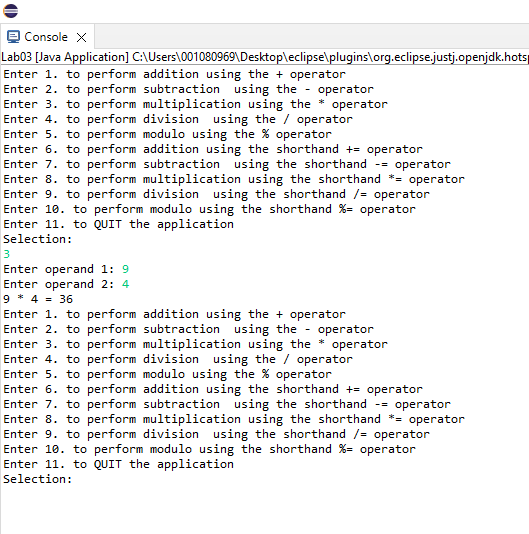 Console
Lab03 [Java Application] C:\Users\001080969\Desktop\eclipse\plugins\org.eclipse.justj.openjdk.hotsp
Enter 1. to perform addition using the + operator
Enter 2. to perform subtraction  using the - operator
Enter 3. to perform multiplication using the * operator
Enter 4. to perform division  using the / operator
Enter 5. to perform modulo using the % operator
Enter 6. to perform addition using the shorthand += operator
Enter 7. to perform subtraction  using the shorthand -= operator
Enter 8. to perform multiplication using the shorthand *= operator
Enter 9. to perform division  using the shorthand /= operator
Enter 10. to perform modulo using the shorthand %= operator
Enter 11. to QUIT the application
Selection:
3
Enter operand 1: 9
Enter operand 2: 4
9 * 4 = 36
Enter 1. to perform addition using the + operator
Enter 2. to perform subtraction  using the - operator
Enter 3. to perform multiplication using the * operator
Enter 4. to perform division  using the / operator
Enter 5. to perform modulo using the % operator
Enter 6. to perform addition using the shorthand += operator
Enter 7. to perform subtraction  using the shorthand -= operator
Enter 8. to perform multiplication using the shorthand *= operator
Enter 9. to perform division  using the shorthand /= operator
Enter 10. to perform modulo using the shorthand %= operator
Enter 11. to QUIT the application
Selection: